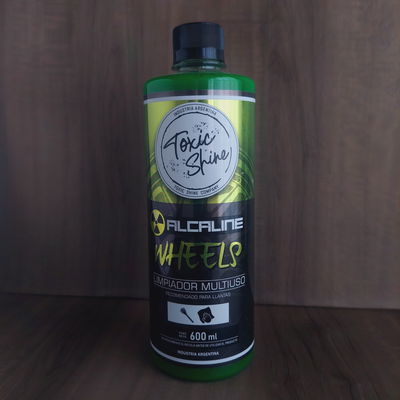 INDUSTRIA ARGENTINA
Toxic
Shine
TOXIC SHINE COMPANY
ALCALINE
WHEELS
LIMPIADOR MULTIUSO
RECOMENDADO PARA LLANTAS
600 ml
INDUSTRIA ARGENTINA